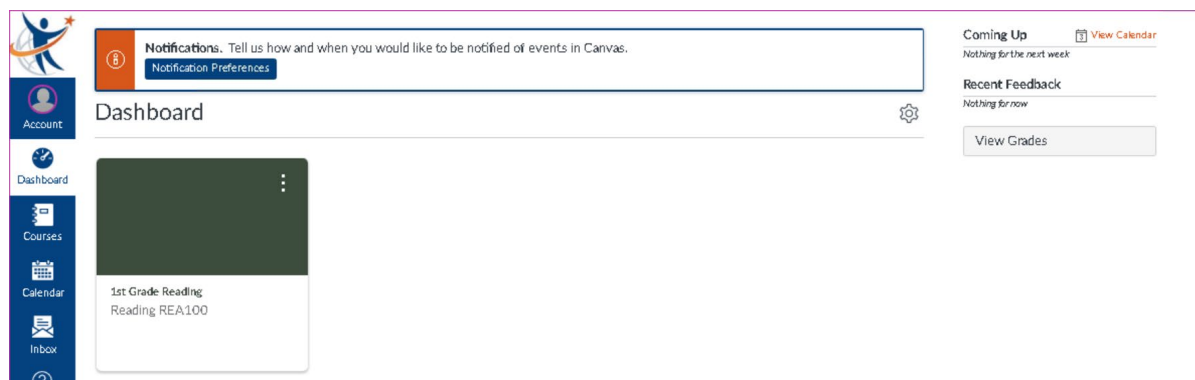 Notifications. Tell us how and when you would like to be notified of events in Canvas.
Notification Preferences
Account
Dashboard
Courses
Calendar
Inbox
Dashboard
1st Grade Reading
Reading REA100
Coming Up
View Calendar
Nothing for the next week
Recent Feedback
Nothing for now
View Grades